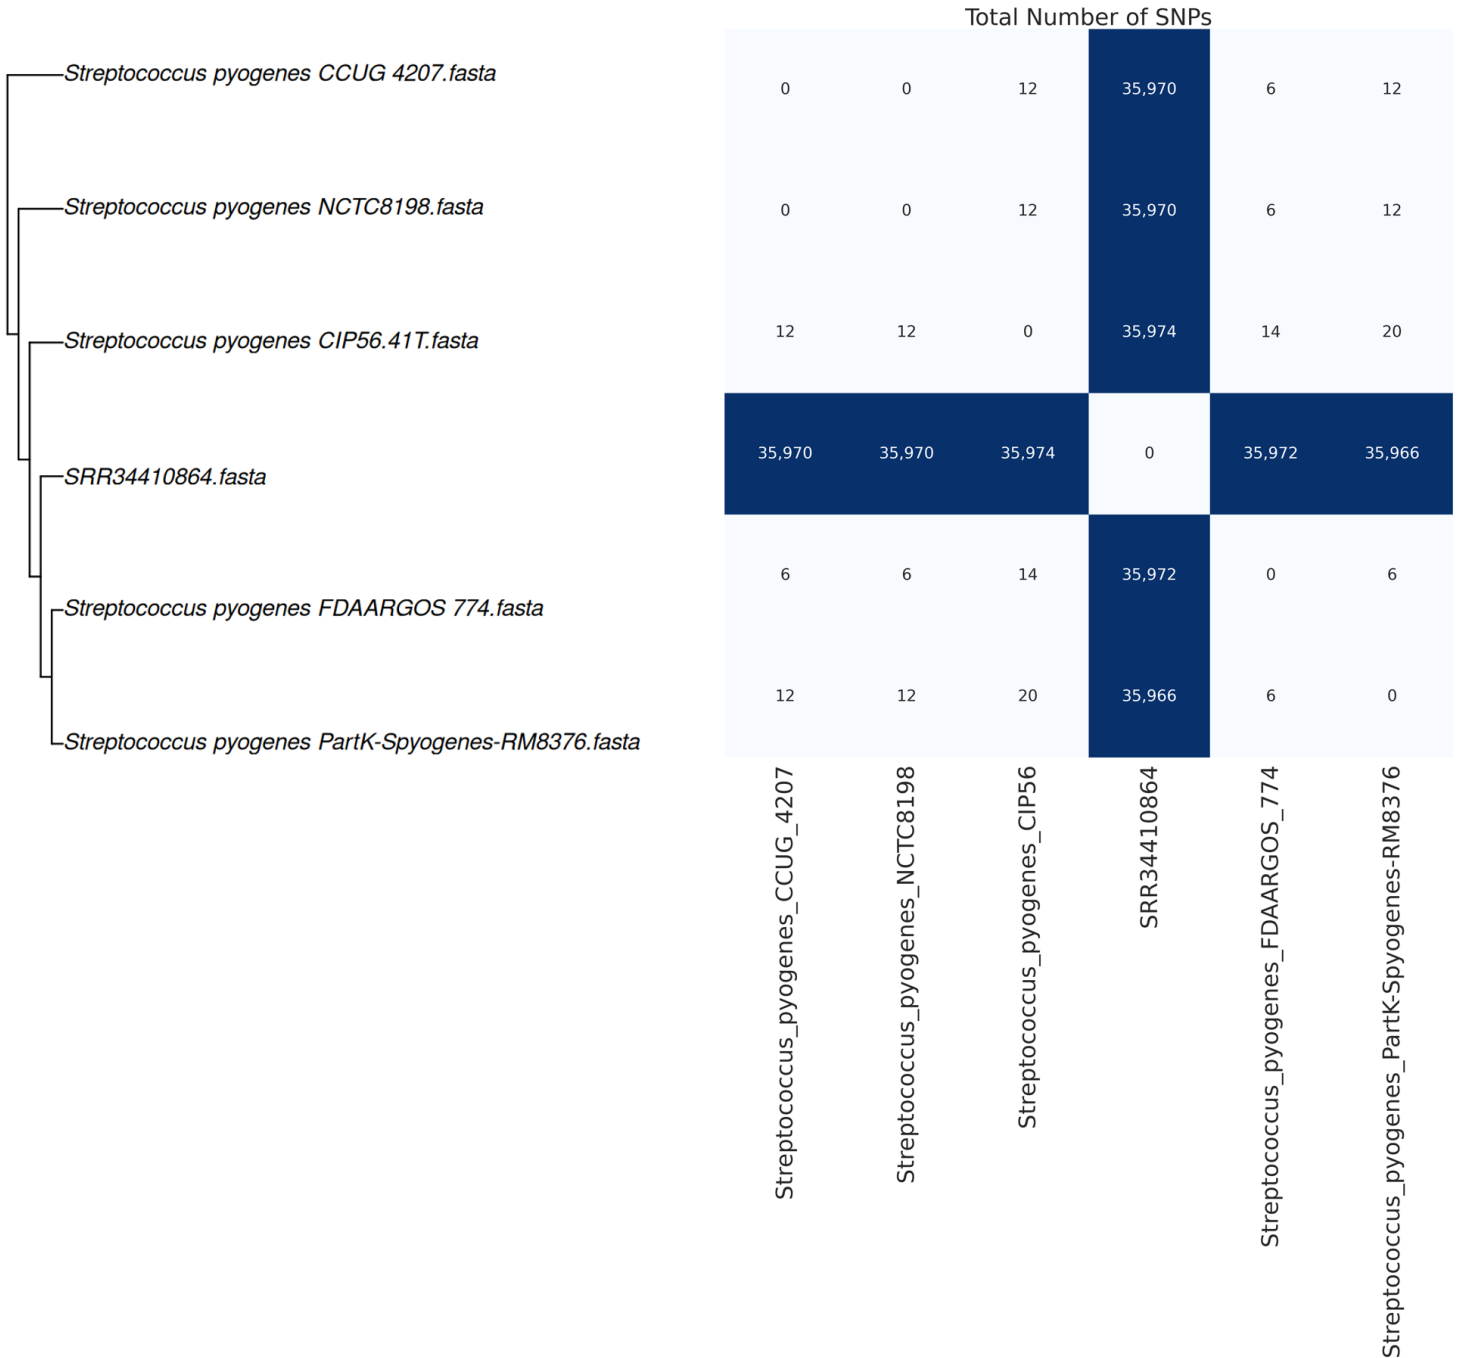 Total Number of SNPs
Streptococcus pyogenes CCUG 4207.fasta
0 0 12 35,970 6 12
Streptococcus pyogenes NCTC8198.fasta
0 0 12 35,970 6 12
Streptococcus pyogenes CIP56.41T.fasta
12 12 0 35,974 14 20
SRR34410864.fasta
35,970 35,970 35,974 0 35,972 35,966
Streptococcus pyogenes FDAARGOS 774.fasta
6 6 14 35,972 0 6
Streptococcus pyogenes PartK-Spyogenes-RM8376.fasta
12 12 20 35,966 6 0
Streptococcus_pyogenes_CCUG_4207
Streptococcus_pyogenes_NCTC8198
Streptococcus_pyogenes_CIP56
SRR34410864
Streptococcus_pyogenes_FDAARGOS_774
Streptococcus_pyogenes_PartK-Spyogenes-RM8376